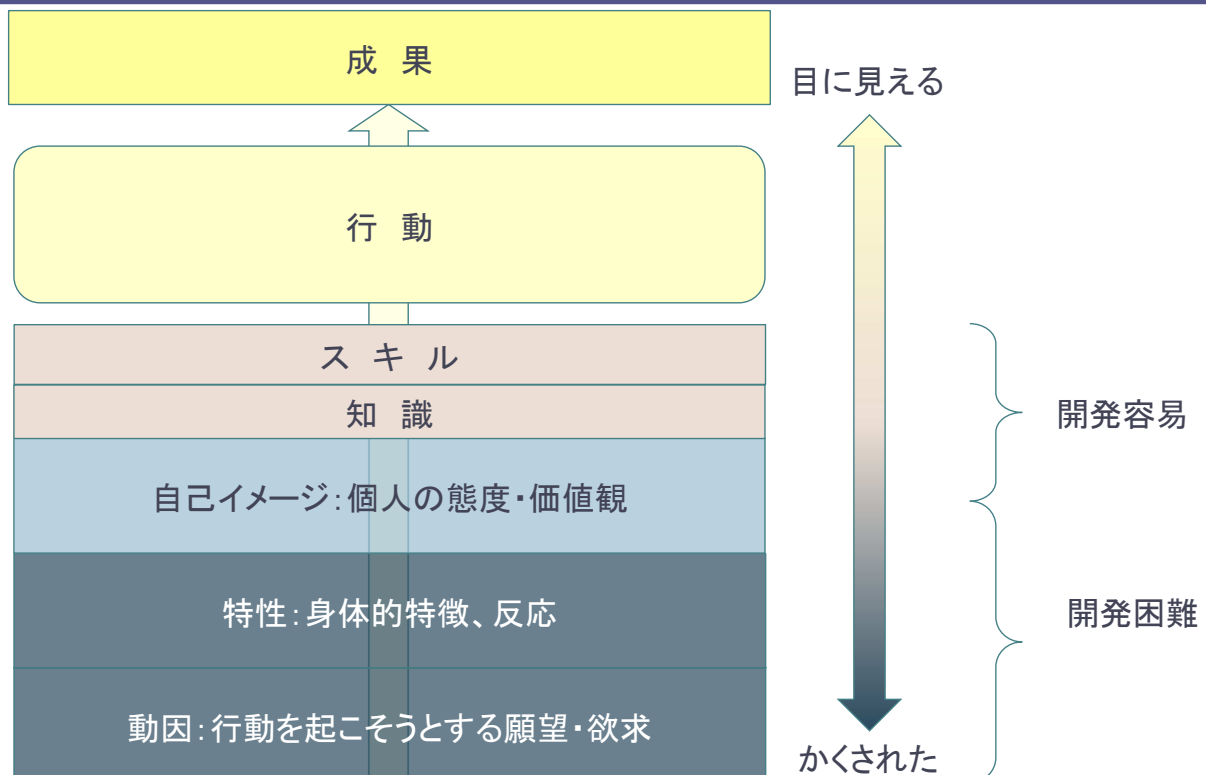 成　果
目に見える
行　動
ス　キ　ル
知　識
開発容易
自己イメージ：個人の態度・価値観
特性：身体的特徴、反応
開発困難
動因：行動を起こそうとする願望・欲求
かくされた